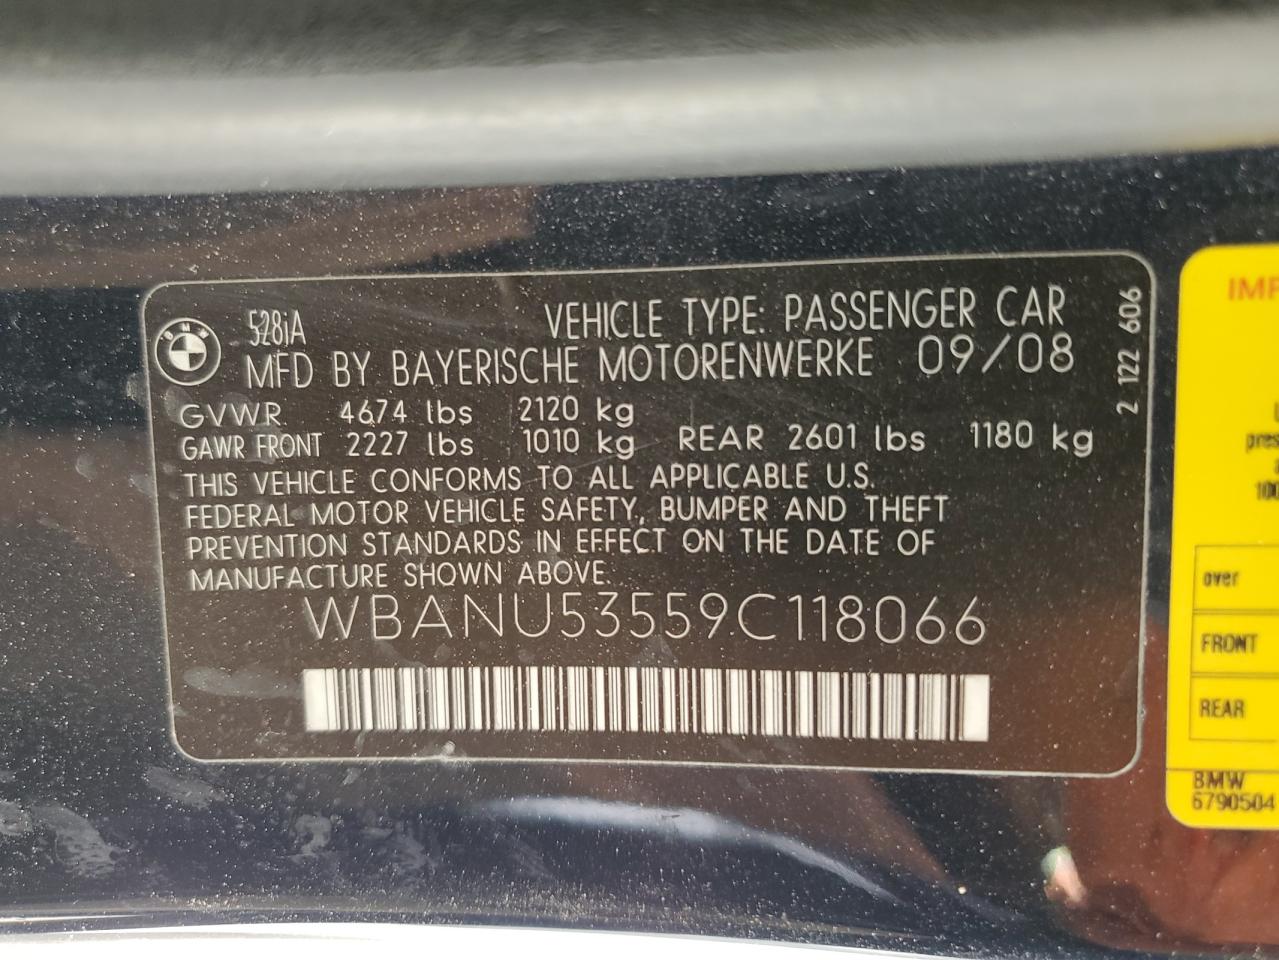 528iA
VEHICLE TYPE: PASSENGER CAR
MFD BY BAYERISCHE MOTORENWERKE 09/08
GVWR 4674 lbs 2120 kg
GAWR FRONT 2227 lbs 1010 kg REAR 2601 lbs 1180 kg
THIS VEHICLE CONFORMS TO ALL APPLICABLE U.S.
FEDERAL MOTOR VEHICLE SAFETY, BUMPER AND THEFT
PREVENTION STANDARDS IN EFFECT ON THE DATE OF
MANUFACTURE SHOWN ABOVE.
WBANU53559C118066
2 122 606
IMP
pres
100
over
FRONT
REAR
BMW
6790504